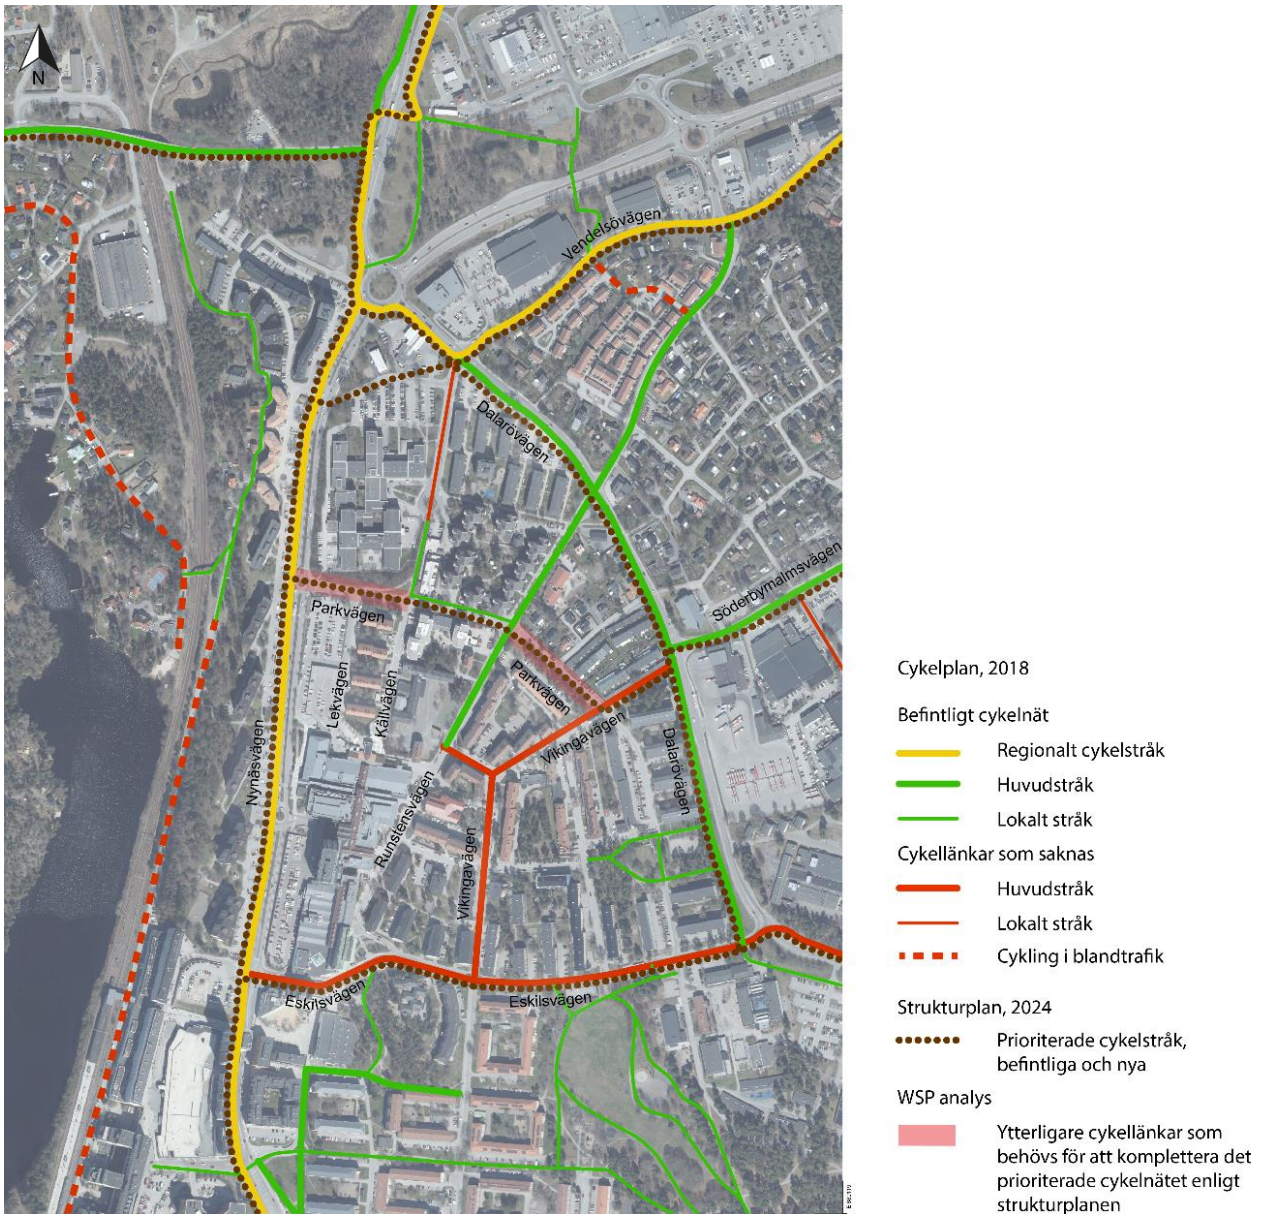 N
Vendelsövägen
Dalarövägen
Söderbymalmsvägen
Parkvägen
Parkvägen
Lekvägen
Källvägen
Vikingavägen
Nynäsvägen
Dalarövägen
Runstensvägen
Vikingavägen
Eskilsvägen
Eskilsvägen
Cykelplan, 2018
Befintligt cykelnät
Regionalt cykelstråk
Huvudstråk
Lokalt stråk
Cykellänkar som saknas
Huvudstråk
Lokalt stråk
Cykling i blandtrafik
Strukturplan, 2024
Prioriterade cykelstråk,
befintliga och nya
WSP analys
Ytterligare cykellänkar som
behövs för att komplettera det
prioriterade cykelnätet enligt
strukturplanen